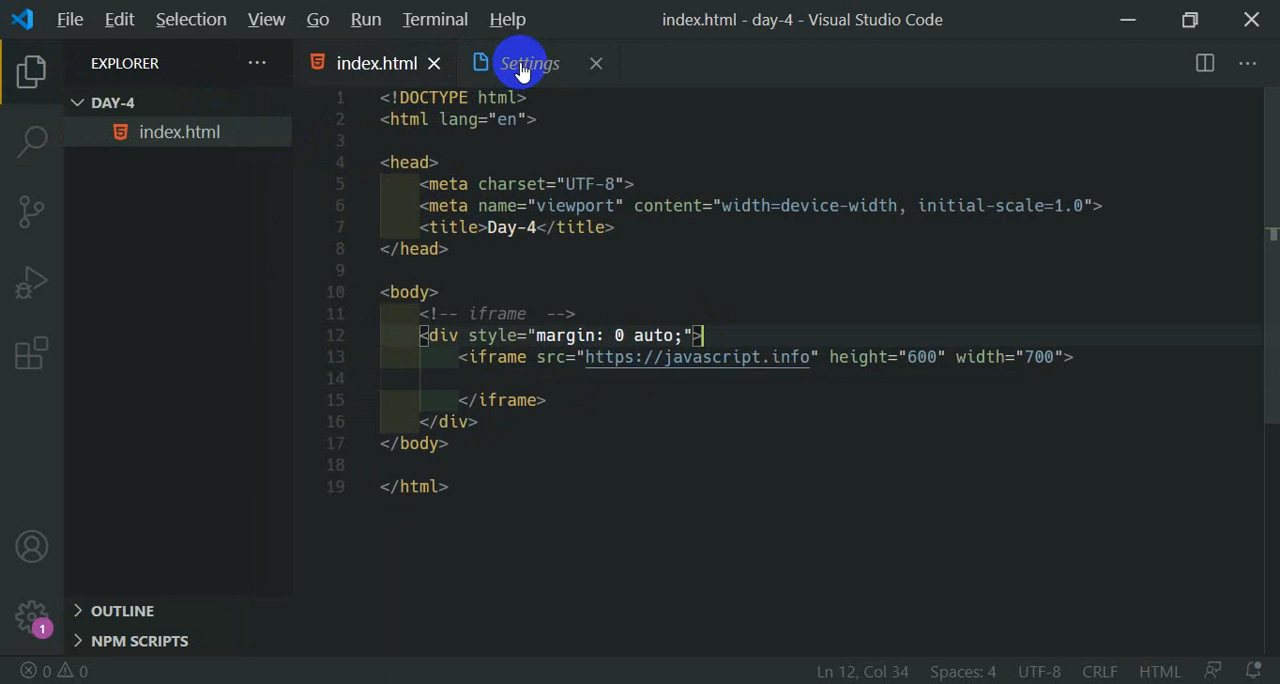 File Edit Selection View Go Run Terminal Help index.html - day-4 - Visual Studio Code
EXPLORER
index.html
Settings
DAY-4
index.html
1 <!DOCTYPE html>
2 <html lang="en">
3
4 <head>
5 <meta charset="UTF-8">
6 <meta name="viewport" content="width=device-width, initial-scale=1.0">
7 <title>Day-4</title>
8 </head>
9
10 <body>
11 <!-- iframe -->
12 <div style="margin: 0 auto;">
13 <iframe src="https://javascript.info" height="600" width="700">
14
15 </iframe>
16 </div>
17 </body>
18
19 </html>
1
OUTLINE
NPM SCRIPTS
0 0 Ln 12, Col 34 Spaces: 4 UTF-8 CRLF HTML